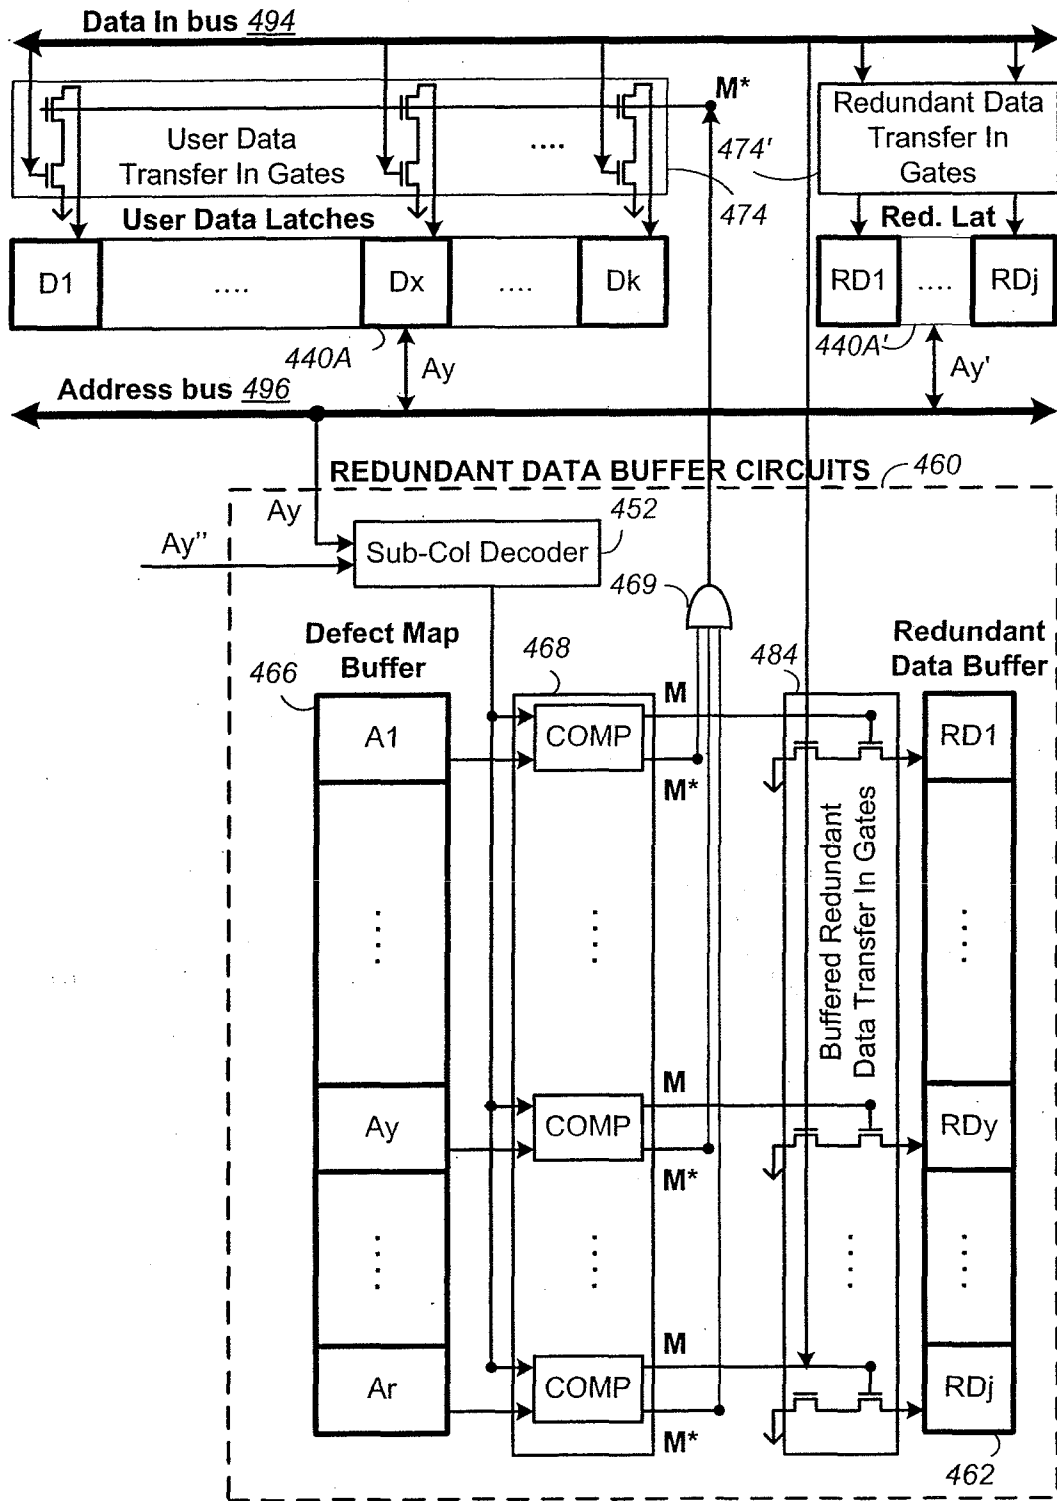 Data In bus 494
M*
User Data
Transfer In Gates
....
474'
474
Redundant Data
Transfer In
Gates
User Data Latches
Red. Lat
D1
....
Dx
....
Dk
RD1
....
RDj
440A
Ay
440A'
Ay'
Address bus 496
REDUNDANT DATA BUFFER CIRCUITS
460
Ay
452
Ay''
Sub-Col Decoder
469
Defect Map
Buffer
Redundant
Data Buffer
466
468
484
A1
COMP
M
M*
RD1
Buffered Redundant
Data Transfer In Gates
....
....
....
Ay
COMP
M
M*
RDy
....
....
....
....
Ar
COMP
M
M*
RDj
462